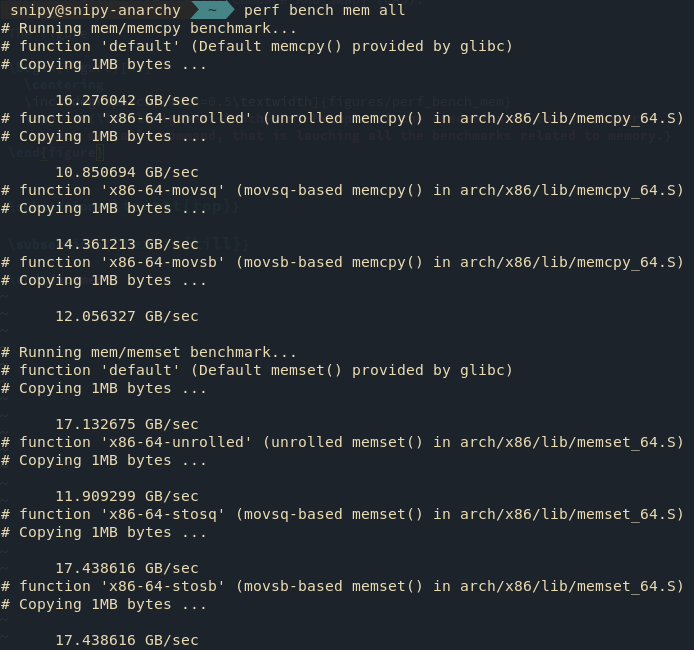 snipy@snipy-anarchy ~ perf bench mem all
# Running mem/memcpy benchmark...
# function 'default' (Default memcpy() provided by glibc)
# Copying 1MB bytes ...
16.276042 GB/sec
# function 'x86-64-unrolled' (unrolled memcpy() in arch/x86/lib/memcpy_64.S)
# Copying 1MB bytes ...
10.850694 GB/sec
# function 'x86-64-movsq' (movsq-based memcpy() in arch/x86/lib/memcpy_64.S)
# Copying 1MB bytes ...
14.361213 GB/sec
# function 'x86-64-movsb' (movsb-based memcpy() in arch/x86/lib/memcpy_64.S)
# Copying 1MB bytes ...
12.056327 GB/sec
# Running mem/memset benchmark...
# function 'default' (Default memset() provided by glibc)
# Copying 1MB bytes ...
17.132675 GB/sec
# function 'x86-64-unrolled' (unrolled memset() in arch/x86/lib/memset_64.S)
# Copying 1MB bytes ...
11.909299 GB/sec
# function 'x86-64-stosq' (movsq-based memset() in arch/x86/lib/memset_64.S)
# Copying 1MB bytes ...
17.438616 GB/sec
# function 'x86-64-stosb' (movsb-based memset() in arch/x86/lib/memset_64.S)
# Copying 1MB bytes ...
17.438616 GB/sec